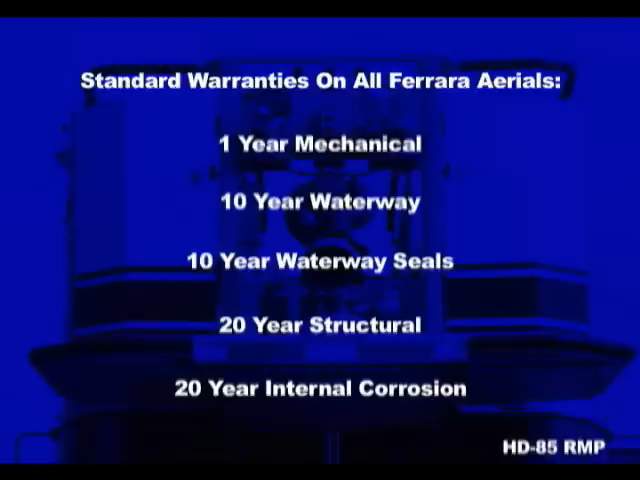 Standard Warranties On All Ferrara Aerials:
1 Year Mechanical
10 Year Waterway
10 Year Waterway Seals
20 Year Structural
20 Year Internal Corrosion
HD-85 RMP